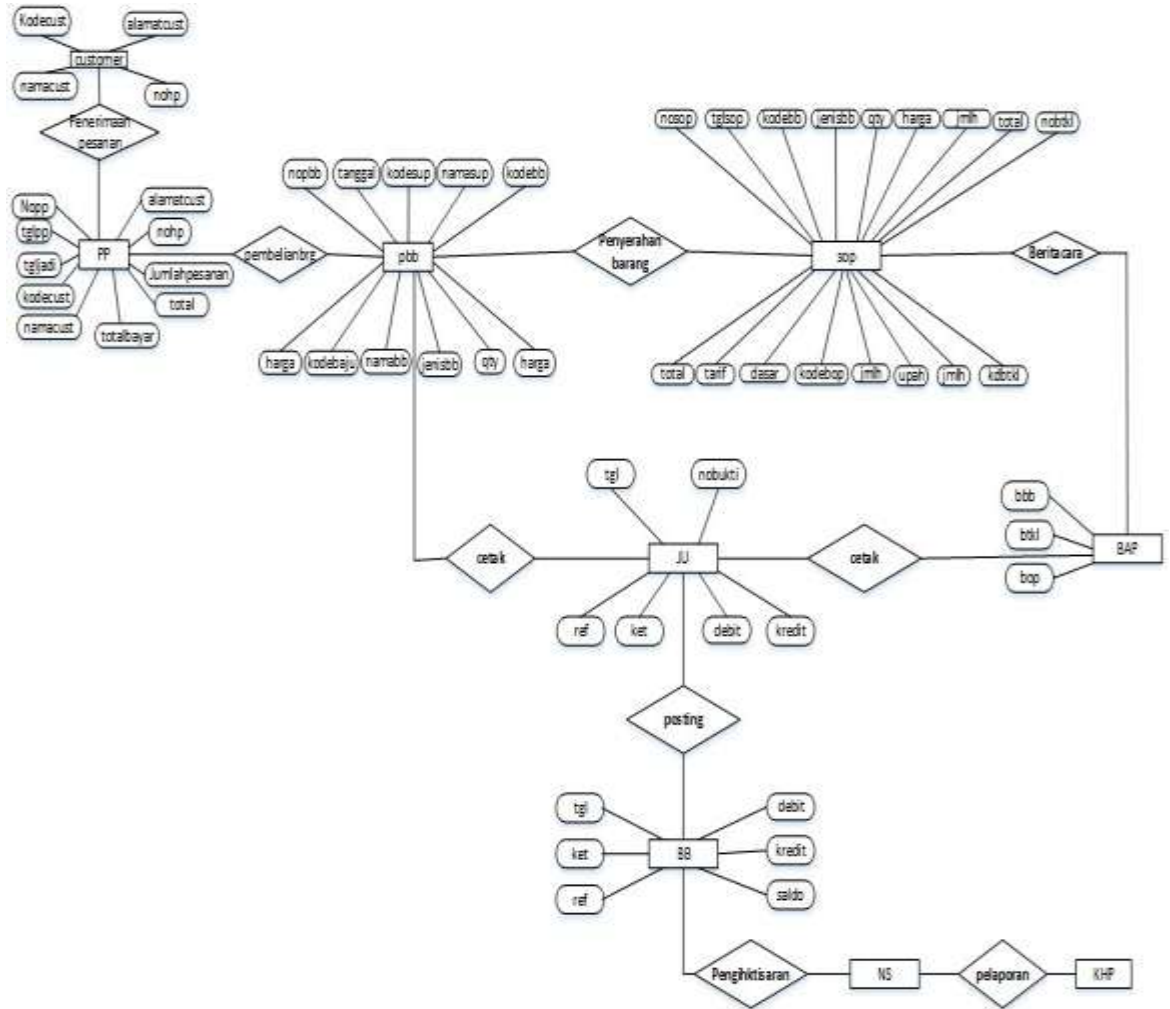 Kodecust
alamatcust
customer
namacust
nohp
Penerimaan
pesanan
Nopp
tglpp
tgljadi
kodecust
namacust
PP
alamatcust
nohp
Jumlahpesanan
total
totalbayar
pembelianbrg
nopbb
tanggal
kodesup
namasup
kodebb
pbb
harga
kodebaju
namabb
jenisbb
qty
harga
Penyerahan
barang
nosop
tglsop
kodebb
jenisbb
qty
harga
jmlh
total
nobtkl
sop
total
tarif
dasar
kodebop
jmlh
upah
jmlh
kdbtkl
Beritacara
tgl
nobukti
cetak
JU
cetak
ref
ket
debit
kredit
bbb
btkl
bop
BAP
posting
tgl
ket
ref
BB
debit
kredit
saldo
Pengihktisaran
NS
pelaporan
KHP